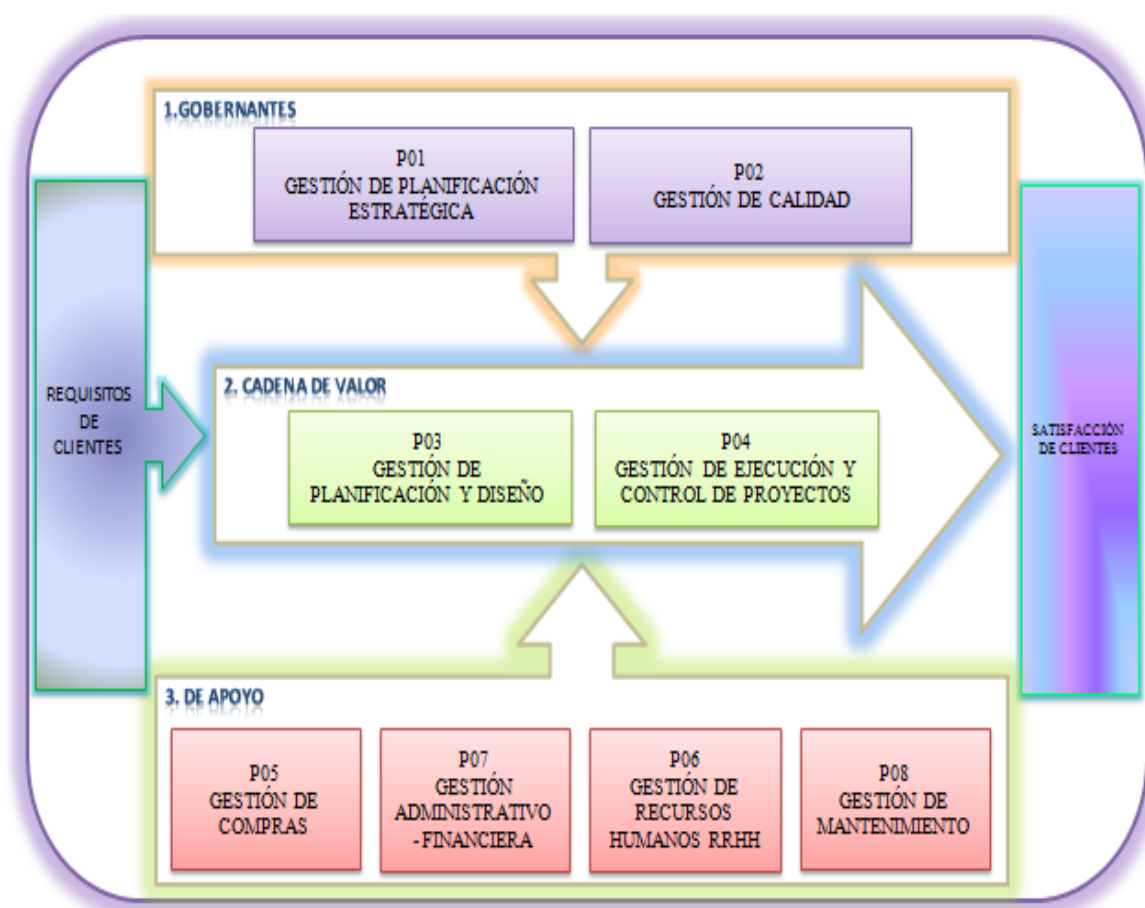 1.GOBERNANTES
P01
GESTIÓN DE PLANIFICACIÓN
ESTRATÉGICA
P02
GESTIÓN DE CALIDAD
REQUISITOS
DE
CLIENTES
2. CADENA DE VALOR
P03
GESTIÓN DE
PLANIFICACIÓN Y DISEÑO
P04
GESTIÓN DE EJECUCIÓN Y
CONTROL DE PROYECTOS
SATISFACCIÓN
DE CLIENTES
3. DE APOYO
P05
GESTIÓN DE
COMPRAS
P07
GESTIÓN
ADMINISTRATIVO
-FINANCIERA
P06
GESTIÓN DE
RECURSOS
HUMANOS RRHH
P08
GESTIÓN DE
MANTENIMIENTO